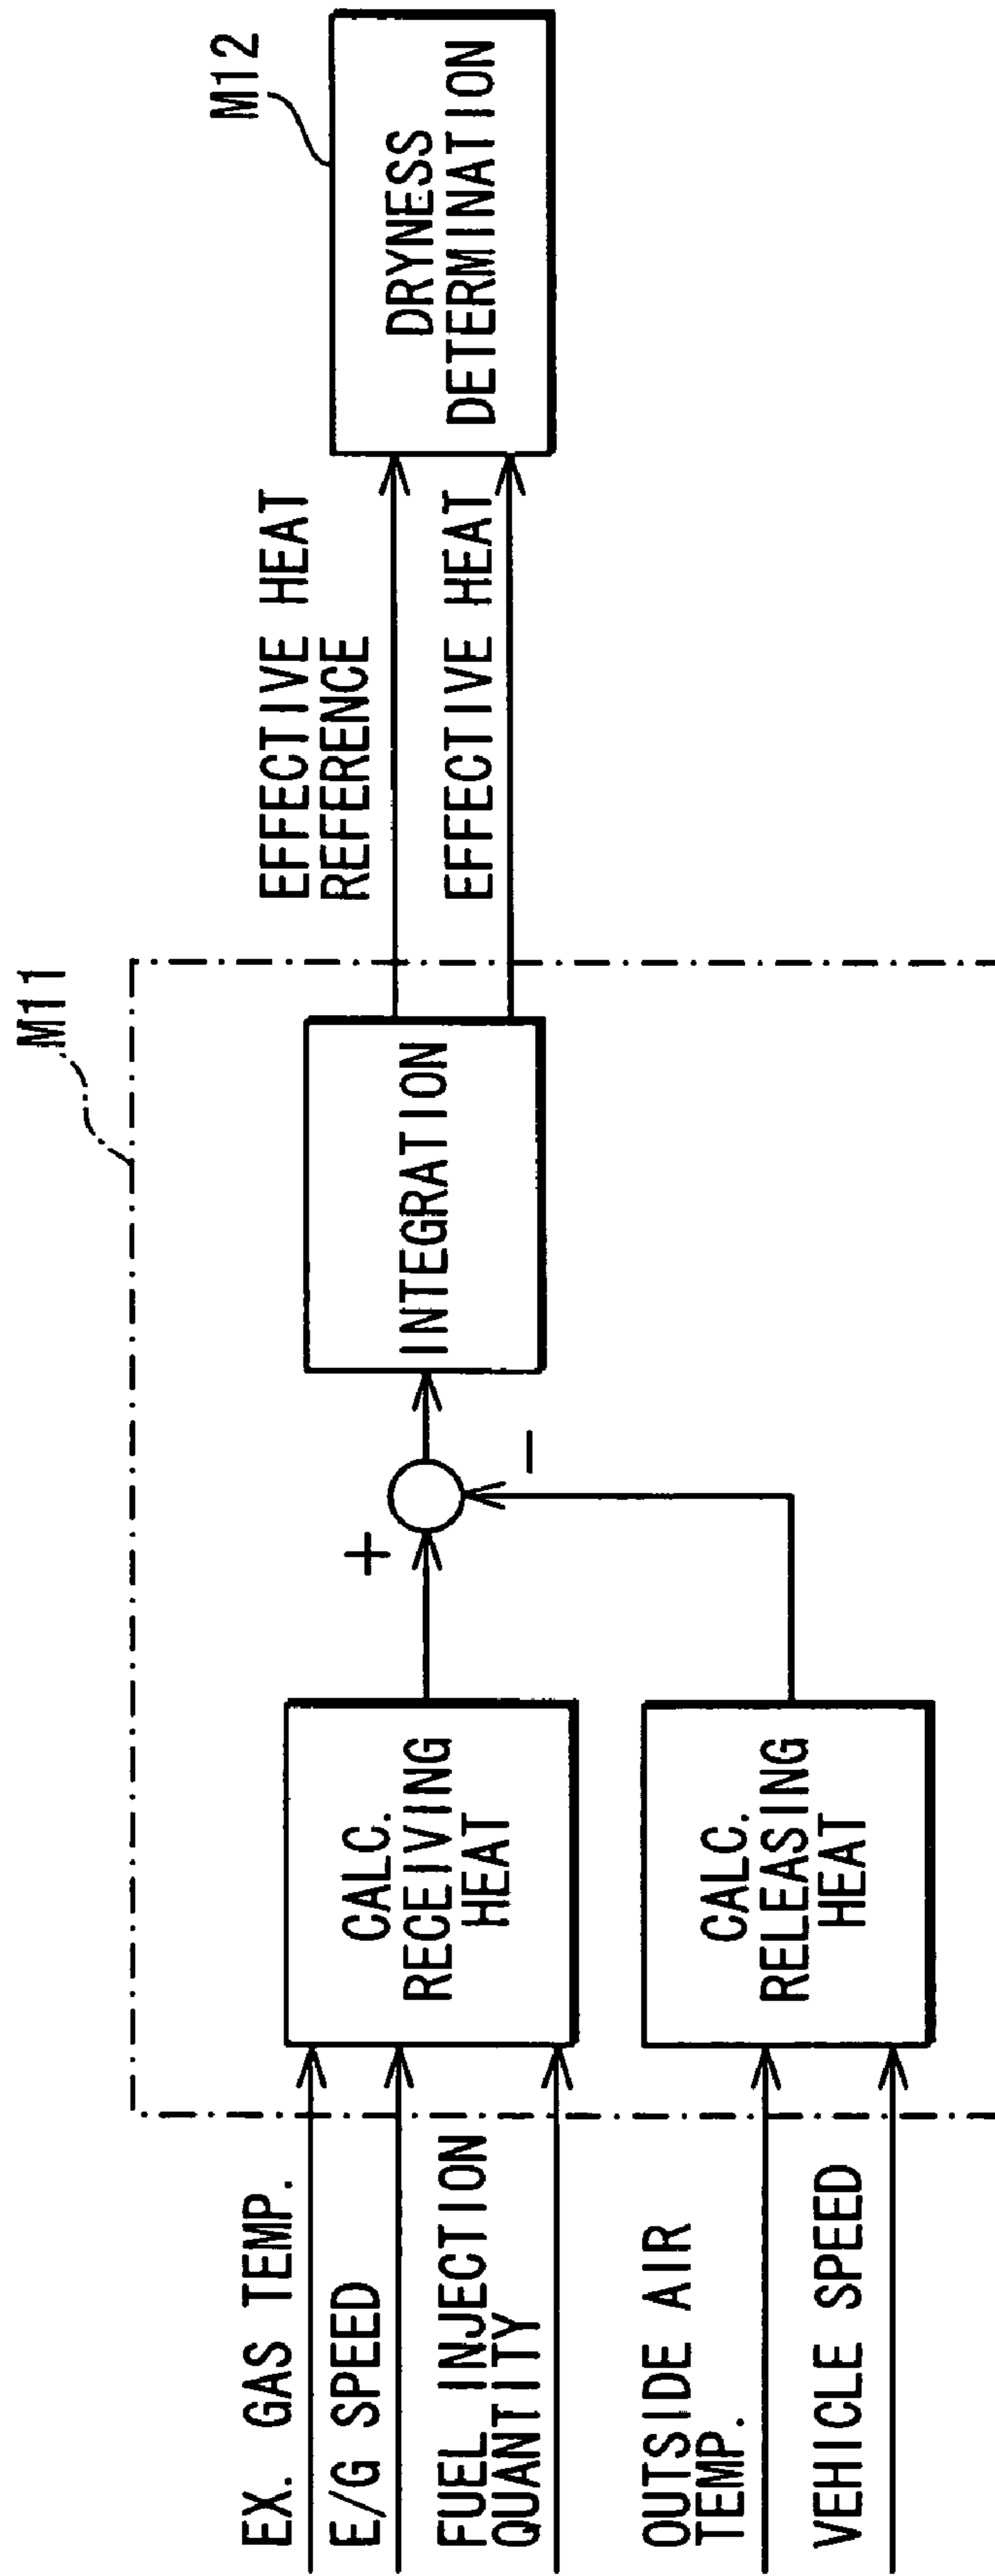 EX. GAS TEMP.
E/G SPEED
FUEL INJECTION
QUANTITY
OUTSIDE AIR
TEMP.
VEHICLE SPEED
M11
CALC.
RECEIVING
HEAT
CALC.
RELEASING
HEAT
+
-
INTEGRATION
EFFECTIVE HEAT
REFERENCE
EFFECTIVE HEAT
M12
DRYNESS
DETERMINATION